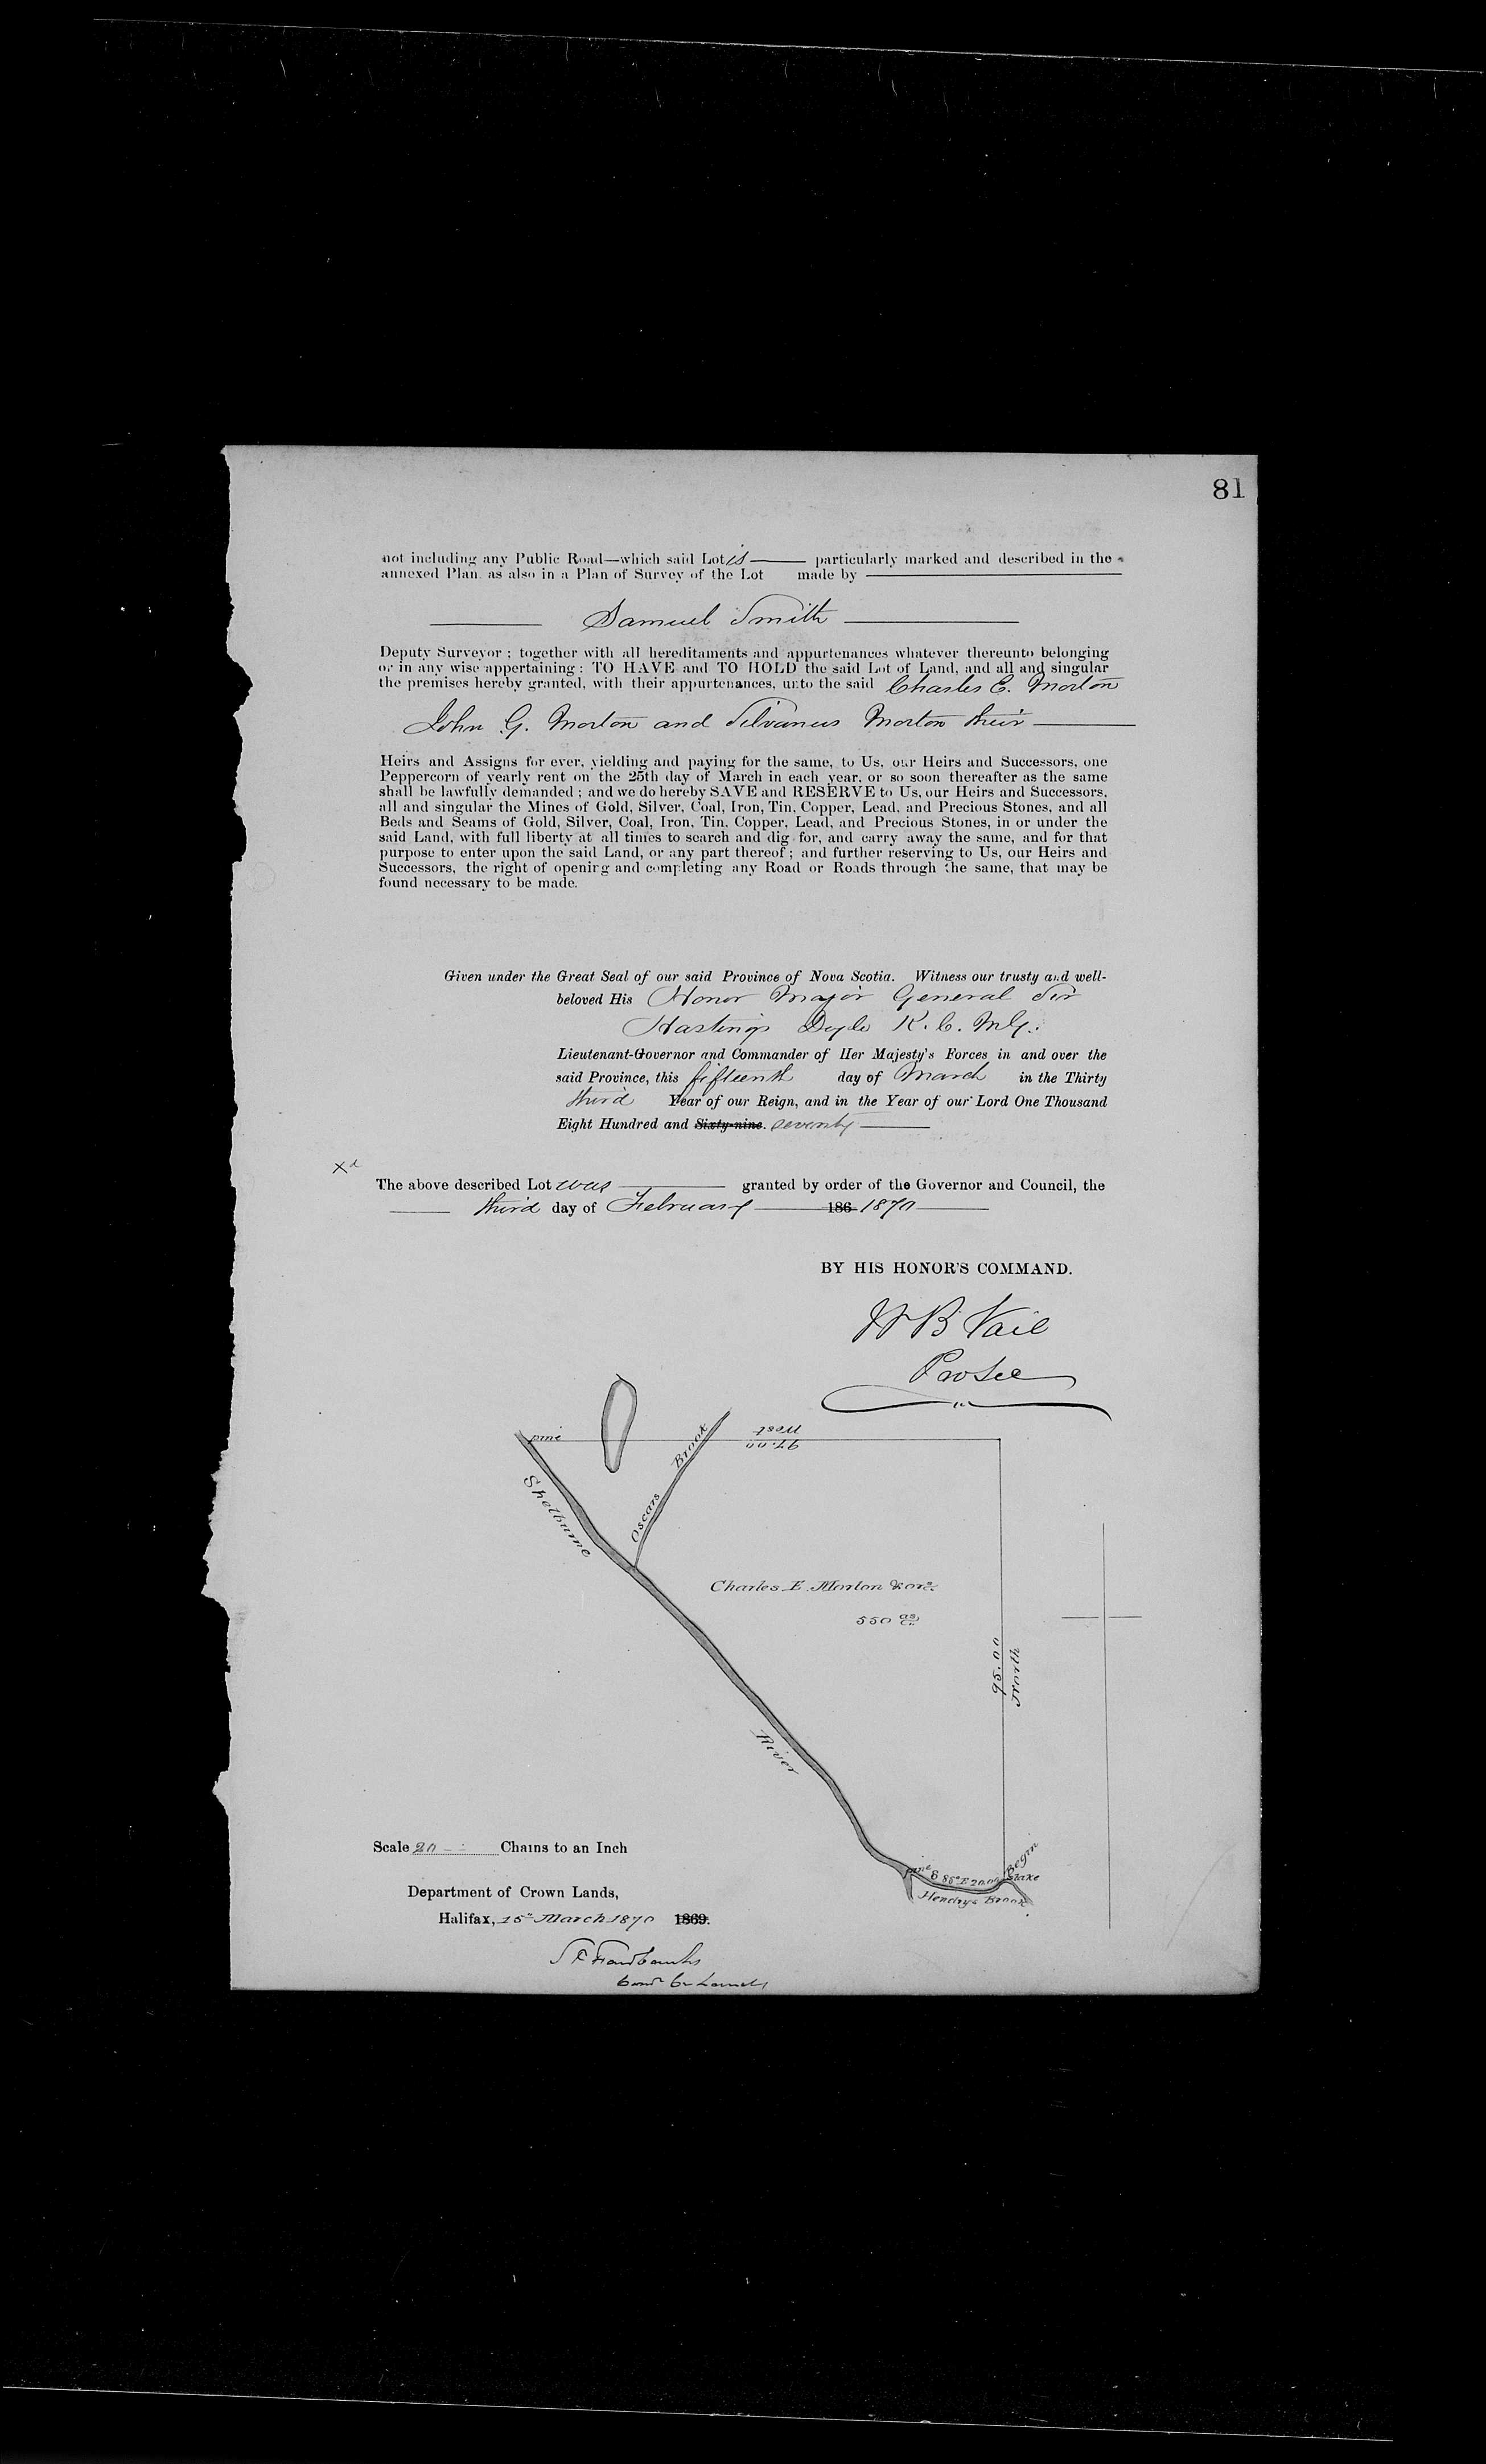 81
not including any Public Road—which said Lot is particularly marked and described in the
annexed Plan, as also in a Plan of Survey of the Lot made by
Samuel Smith
Deputy Surveyor ; together with all hereditaments and appurtenances whatever thereunto belonging
or in any wise appertaining : TO HAVE and TO HOLD the said Lot of Land, and all and singular
the premises hereby granted, with their appurtenances, unto the said Charles E. Morton
John G. Morton and Silvanus Morton their
Heirs and Assigns for ever, yielding and paying for the same, to Us, our Heirs and Successors, one
Peppercorn of yearly rent on the 25th day of March in each year, or so soon thereafter as the same
shall be lawfully demanded ; and we do hereby SAVE and RESERVE to Us, our Heirs and Successors,
all and singular the Mines of Gold, Silver, Coal, Iron, Tin, Copper, Lead, and Precious Stones, and all
Beds and Seams of Gold, Silver, Coal, Iron, Tin, Copper, Lead, and Precious Stones, in or under the
said Land, with full liberty at all times to search and dig for, and carry away the same, and for that
purpose to enter upon the said Land, or any part thereof ; and further reserving to Us, our Heirs and
Successors, the right of opening and completing any Road or Roads through the same, that may be
found necessary to be made.
Given under the Great Seal of our said Province of Nova Scotia. Witness our trusty and well-
beloved His Honor Major General Sir
Hastings Doyle K. C. M. G.
Lieutenant-Governor and Commander of Her Majesty's Forces in and over the
said Province, this fifteenth day of March in the Thirty
third Year of our Reign, and in the Year of our Lord One Thousand
Eight Hundred and Sixty-nine. seventy
Xd
The above described Lot was granted by order of the Governor and Council, the
third day of February 186 1870
BY HIS HONOR'S COMMAND.
W B Vail
Pro Sec
pine
West
97.00
Oscars Brook
Shelburne
Charles E. Morton & ors
550 acs
95.00
North
River
Begin
pine S 85° E 20.00 Stake
Hendrys Brook
Scale 20 Chains to an Inch
Department of Crown Lands,
Halifax, 15th March 1870 1869.
S P Fairbanks
Comr Cr Lands